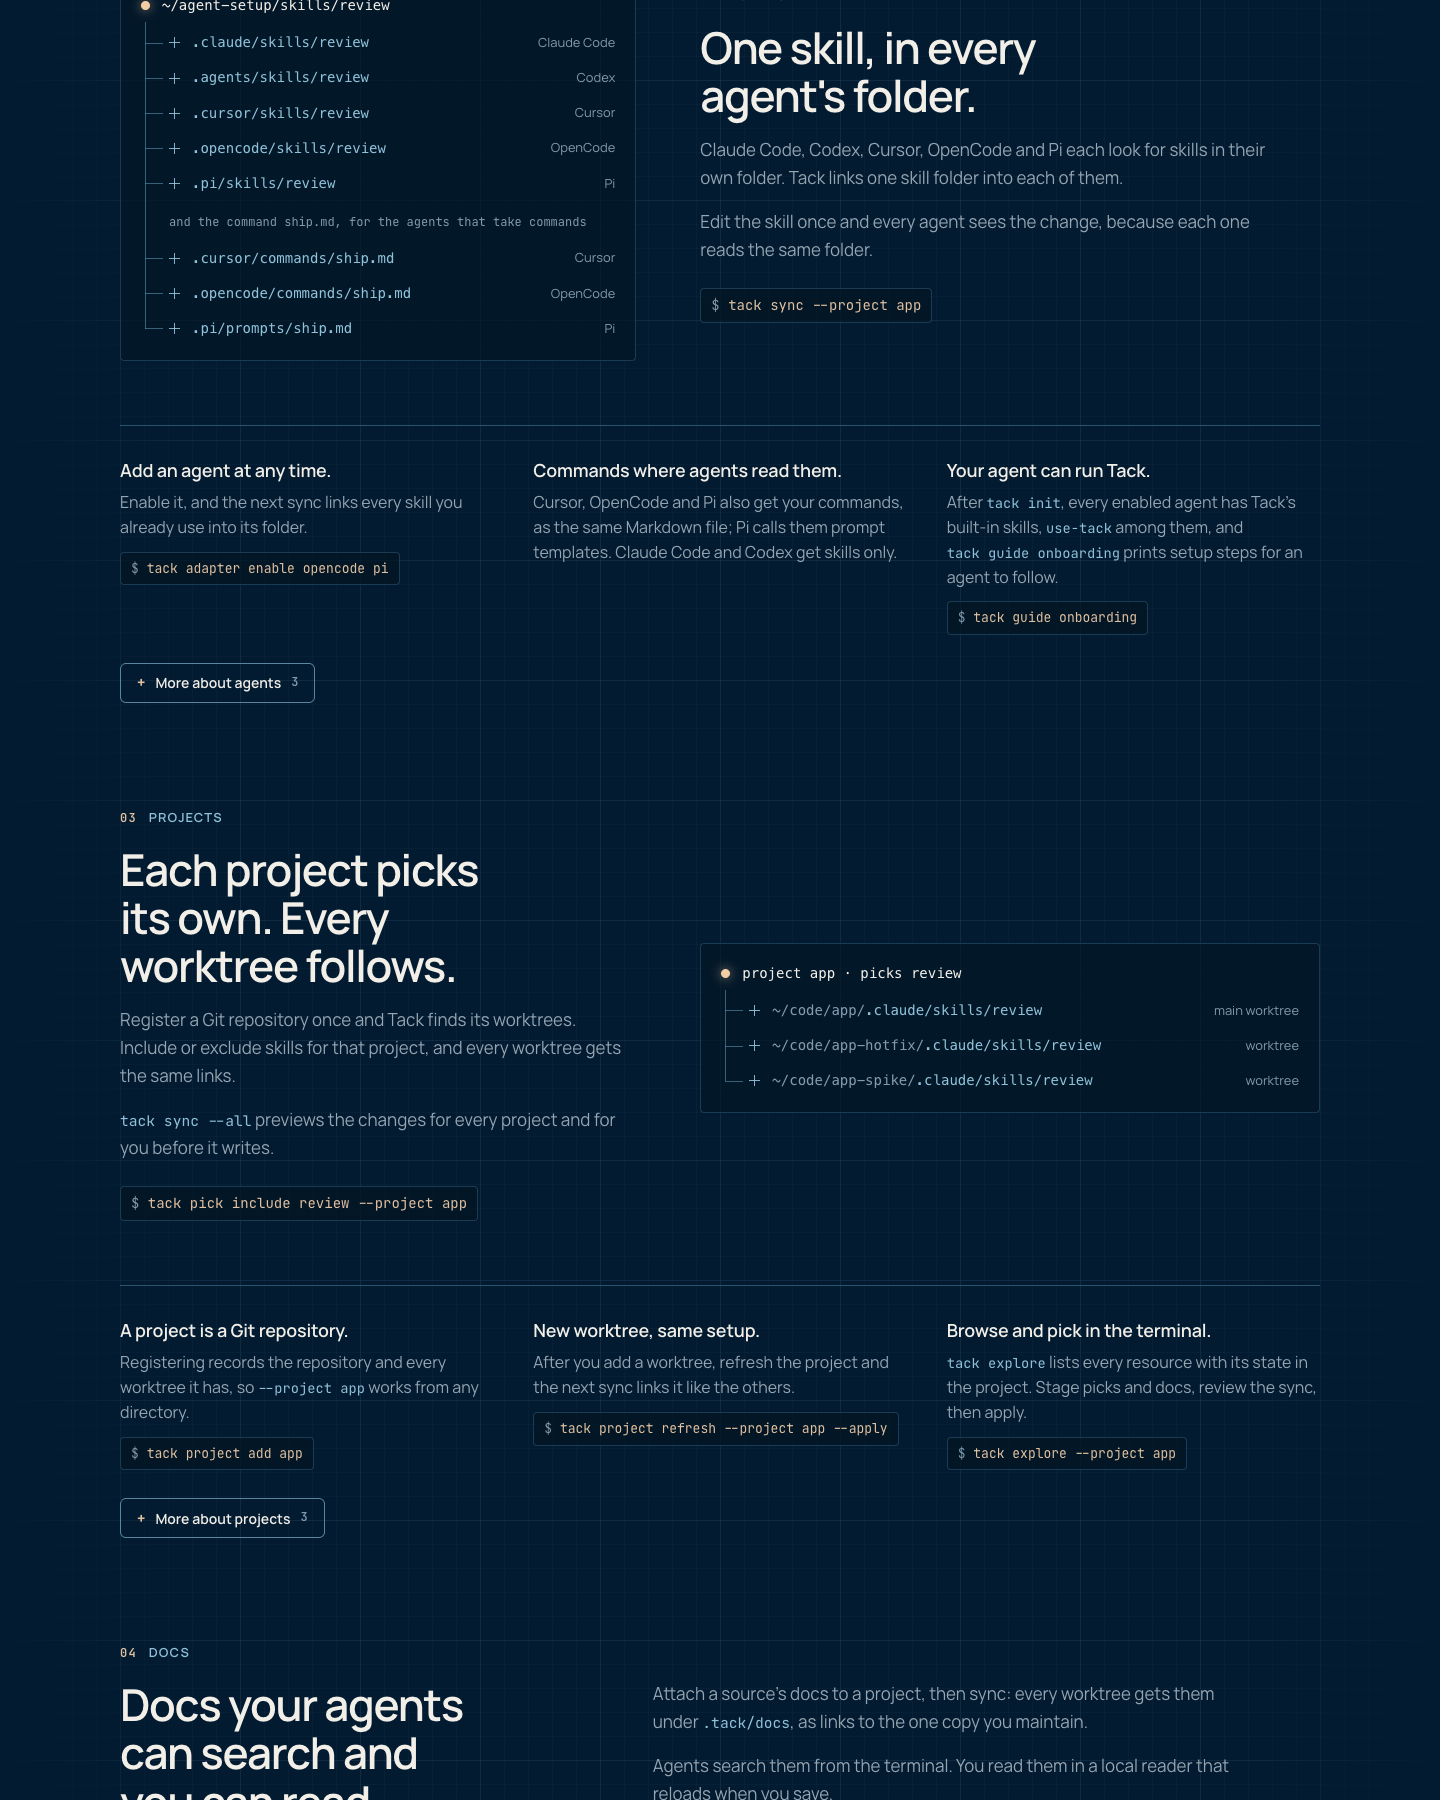 ~/agent-setup/skills/review
.claude/skills/review Claude Code
.agents/skills/review Codex
.cursor/skills/review Cursor
.opencode/skills/review OpenCode
.pi/skills/review Pi
and the command ship.md, for the agents that take commands
.cursor/commands/ship.md Cursor
.opencode/commands/ship.md OpenCode
.pi/prompts/ship.md Pi
One skill, in every
agent's folder.
Claude Code, Codex, Cursor, OpenCode and Pi each look for skills in their
own folder. Tack links one skill folder into each of them.
Edit the skill once and every agent sees the change, because each one
reads the same folder.
$ tack sync --project app
Add an agent at any time.
Enable it, and the next sync links every skill you
already use into its folder.
$ tack adapter enable opencode pi
Commands where agents read them.
Cursor, OpenCode and Pi also get your commands,
as the same Markdown file; Pi calls them prompt
templates. Claude Code and Codex get skills only.
Your agent can run Tack.
After tack init, every enabled agent has Tack's
built-in skills, use-tack among them, and
tack guide onboarding prints setup steps for an
agent to follow.
$ tack guide onboarding
+ More about agents 3
03 PROJECTS
Each project picks
its own. Every
worktree follows.
Register a Git repository once and Tack finds its worktrees.
Include or exclude skills for that project, and every worktree gets
the same links.
tack sync --all previews the changes for every project and for
you before it writes.
$ tack pick include review --project app
project app · picks review
~/code/app/.claude/skills/review main worktree
~/code/app-hotfix/.claude/skills/review worktree
~/code/app-spike/.claude/skills/review worktree
A project is a Git repository.
Registering records the repository and every
worktree it has, so --project app works from any
directory.
$ tack project add app
New worktree, same setup.
After you add a worktree, refresh the project and
the next sync links it like the others.
$ tack project refresh --project app --apply
Browse and pick in the terminal.
tack explore lists every resource with its state in
the project. Stage picks and docs, review the sync,
then apply.
$ tack explore --project app
+ More about projects 3
04 DOCS
Docs your agents
can search and
you can read
Attach a source's docs to a project, then sync: every worktree gets them
under .tack/docs, as links to the one copy you maintain.
Agents search them from the terminal. You read them in a local reader that
reloads when you save.